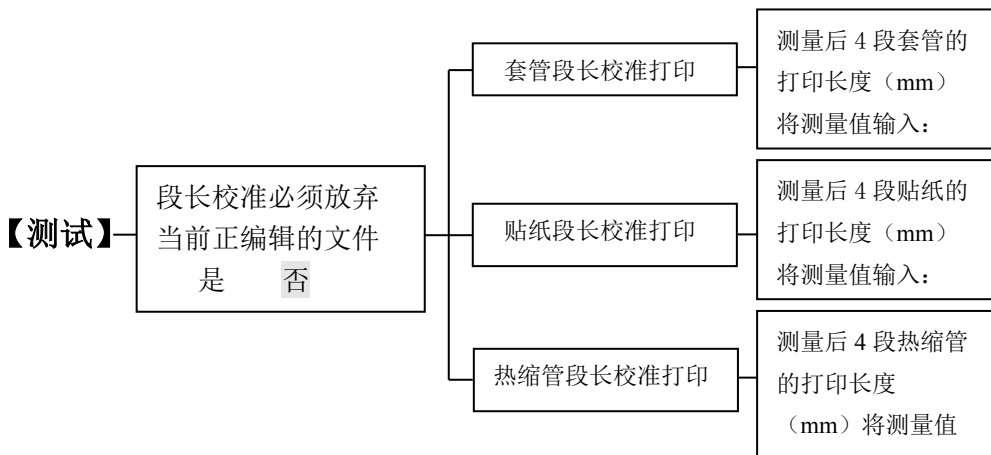 【测试】
段长校准必须放弃
当前正编辑的文件
是 否
套管段长校准打印
测量后 4 段套管的
打印长度（mm）
将测量值输入：
贴纸段长校准打印
测量后 4 段贴纸的
打印长度（mm）
将测量值输入：
热缩管段长校准打印
测量后 4 段热缩管
的打印长度
（mm）将测量值